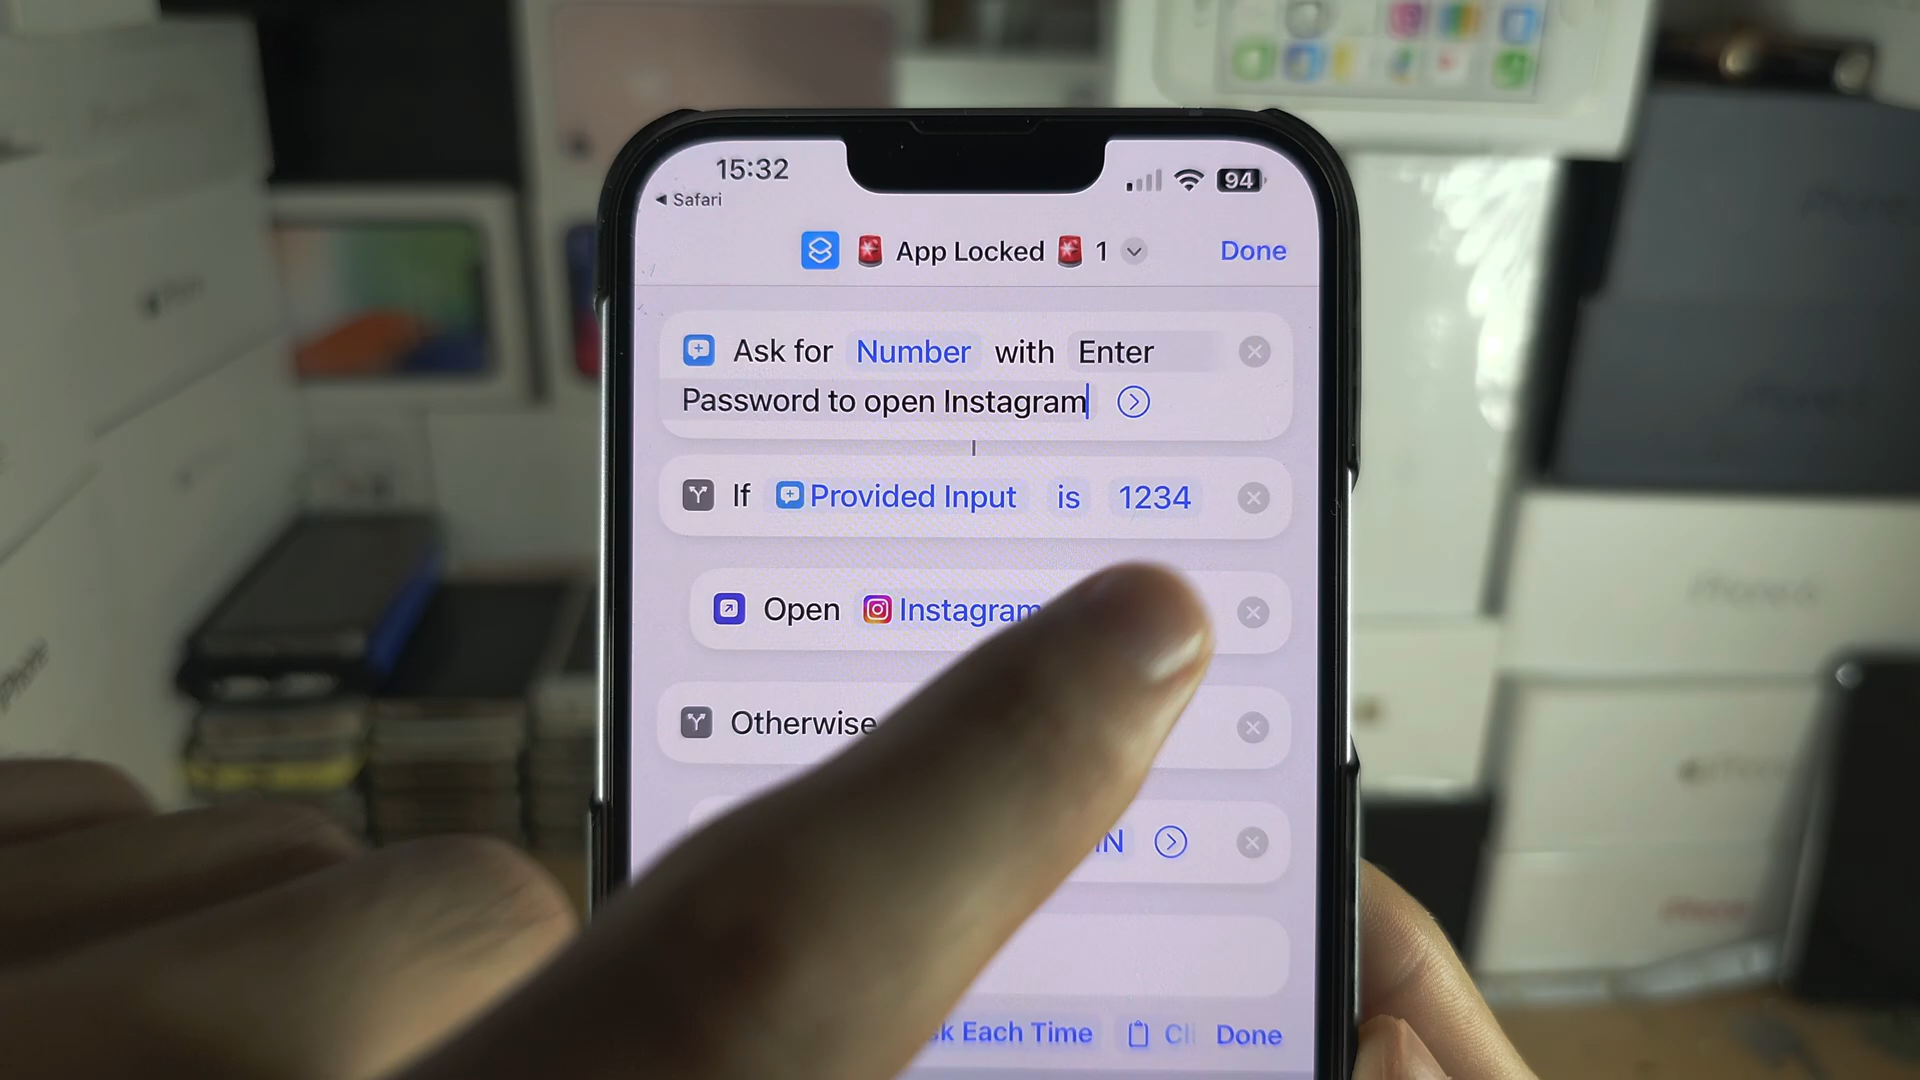 15:32
94
Safari
App Locked 1
Done
Ask for Number with Enter
Password to open Instagram
If Provided Input is 1234
Open Instagram
Otherwise
Each Time
Done
iPhone